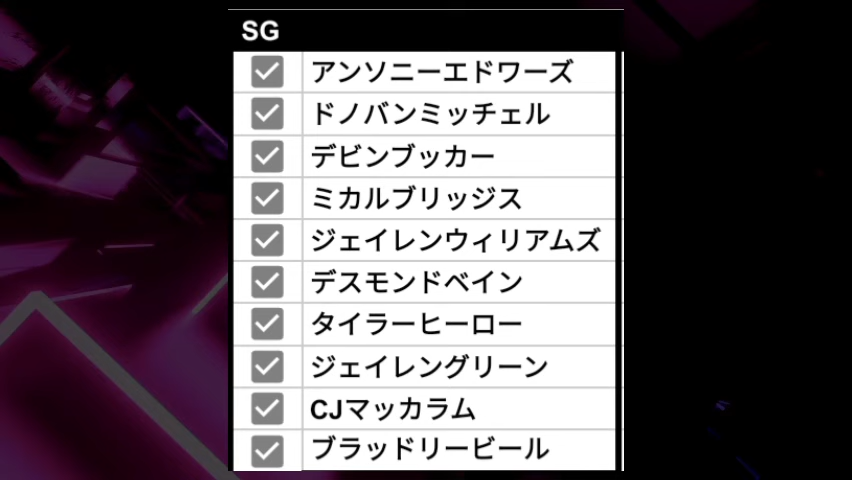 SG
アンソニーエドワーズ
ドノバンミッチェル
デビンブッカー
ミカルブリッジス
ジェイレンウィリアムズ
デスモンドベイン
タイラーヒーロー
ジェイレングリーン
CJマッカラム
ブラッドリービール